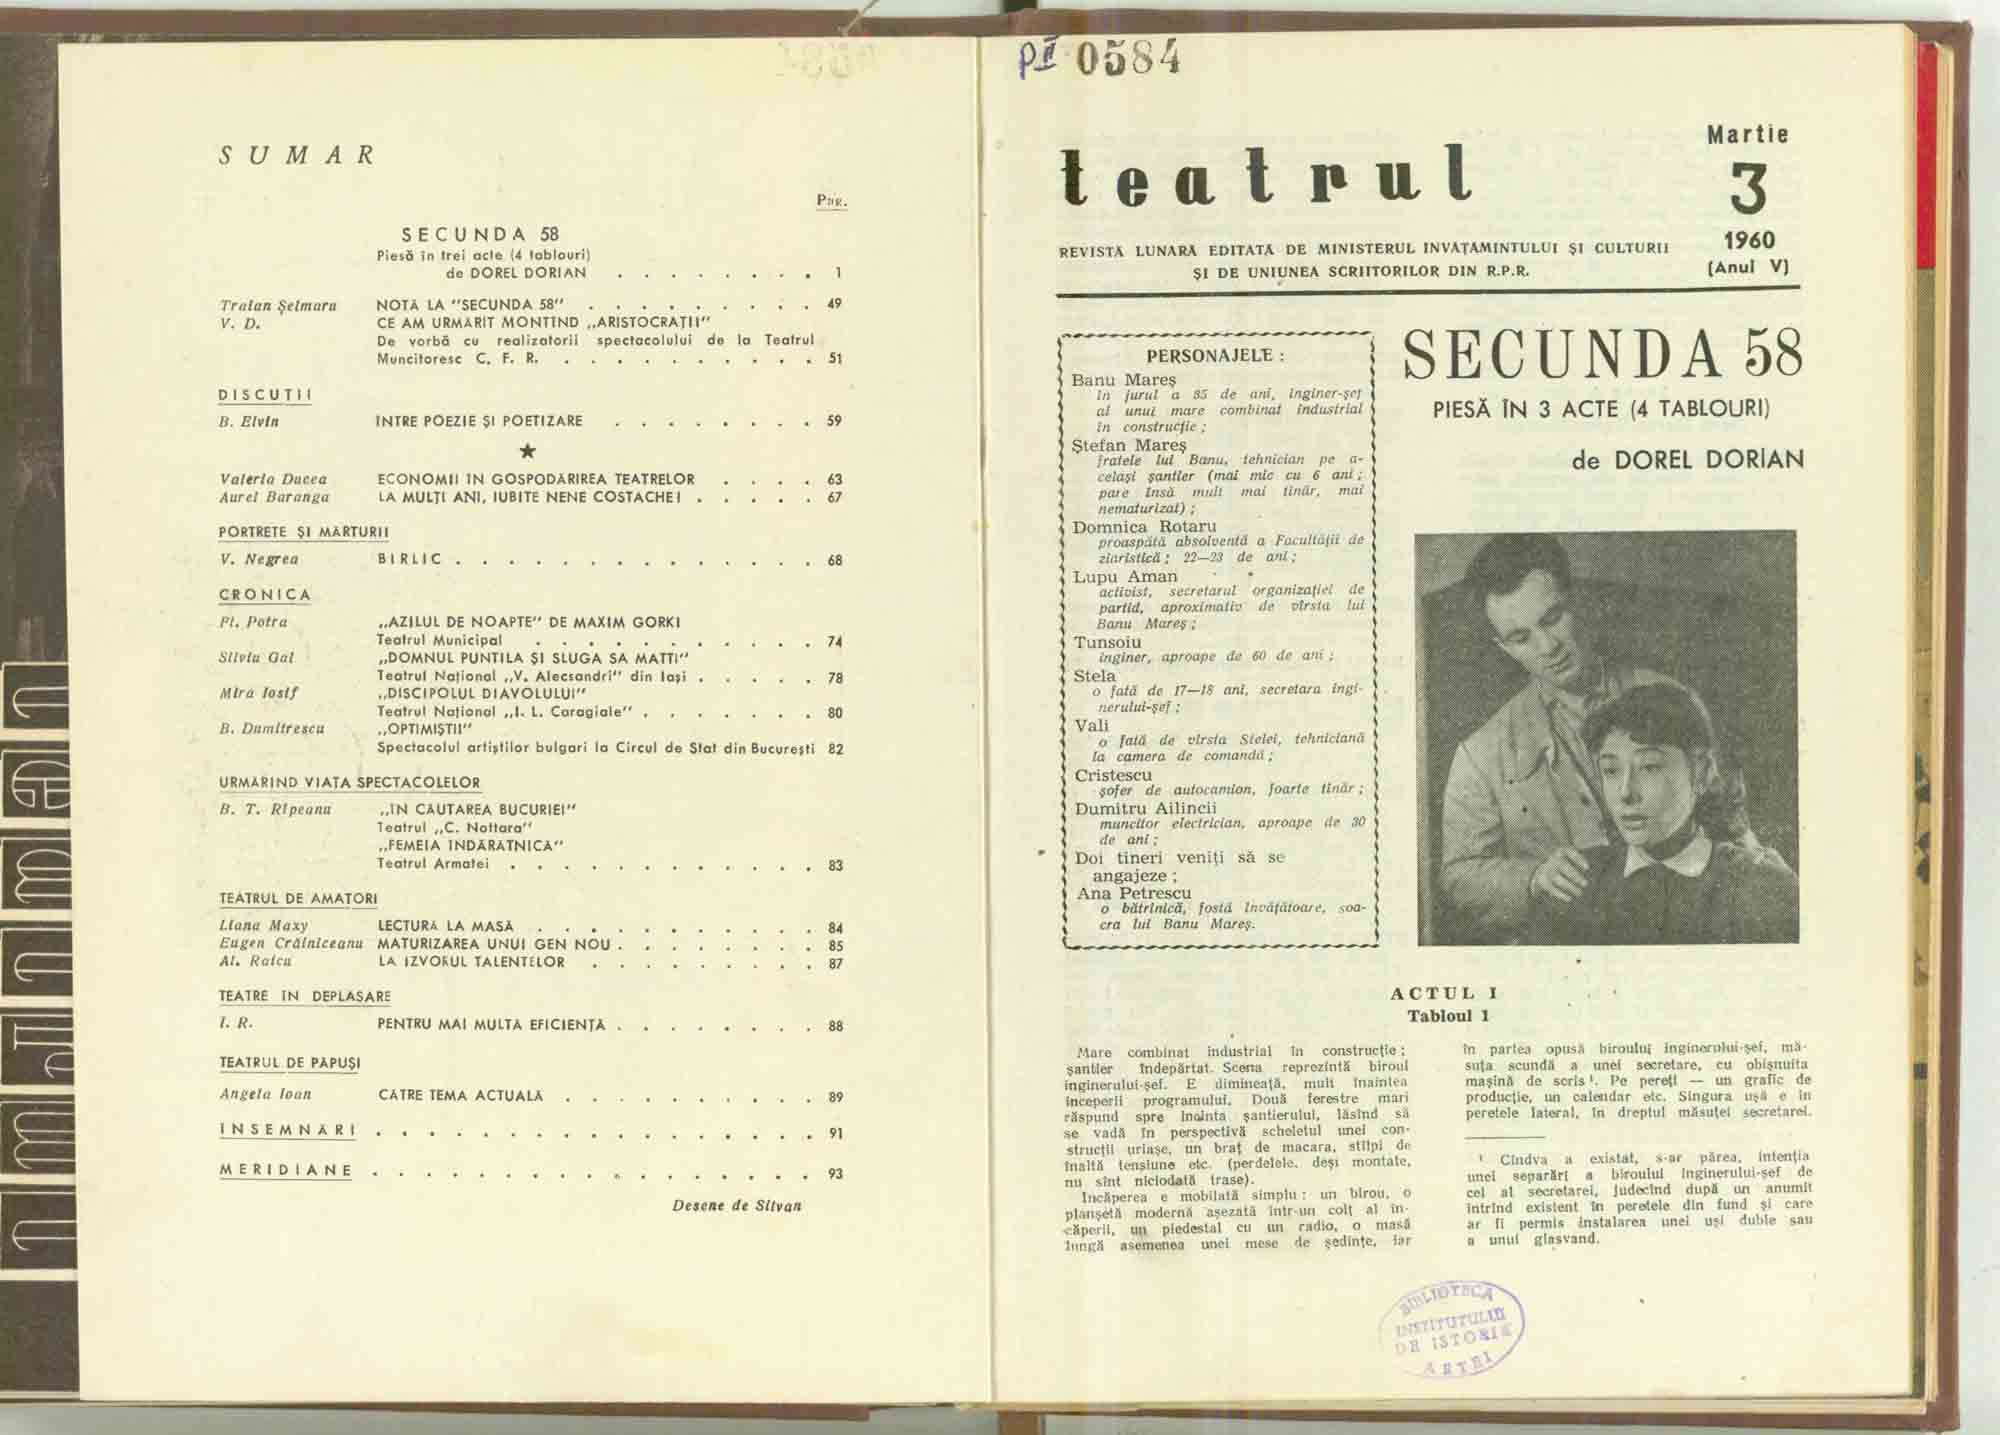 SUMAR
Pag.
SECUNDA 58
Piesă în trei acte (4 tablouri)
de DOREL DORIAN . . . . . . . . 1
Traian Șelmaru NOTĂ LA "SECUNDA 58" . . . . . . . . . 49
V. D. CE AM URMĂRIT MONTÎND „ARISTOCRAȚII"
De vorbă cu realizatorii spectacolului de la Teatrul
Muncitoresc C. F. R. . . . . . . . . . . 51
DISCUȚII
B. Elvin ÎNTRE POEZIE ȘI POETIZARE . . . . . . . . 59
★
Valeria Ducea ECONOMII ÎN GOSPODĂRIREA TEATRELOR . . . . 63
Aurel Baranga LA MULȚI ANI, IUBITE NENE COSTACHE! . . . . . 67
PORTRETE ȘI MĂRTURII
V. Negrea BIRLIC . . . . . . . . . . . . . . 68
CRONICA
Fl. Potra „AZILUL DE NOAPTE" DE MAXIM GORKI
Teatrul Municipal . . . . . . . . . . . 74
Silviu Gal „DOMNUL PUNTILA ȘI SLUGA SA MATTI"
Teatrul Național „V. Alecsandri" din Iași . . . . . 78
Mira Iosif „DISCIPOLUL DIAVOLULUI"
Teatrul Național „I. L. Caragiale" . . . . . . . 80
B. Dumitrescu „OPTIMIȘTII"
Spectacolul artiștilor bulgari la Circul de Stat din București 82
URMĂRIND VIAȚA SPECTACOLELOR
B. T. Rîpeanu „ÎN CĂUTAREA BUCURIEI"
Teatrul „C. Nottara"
„FEMEIA ÎNDĂRĂTNICĂ"
Teatrul Armatei . . . . . . . . . . . . 83
TEATRUL DE AMATORI
Liana Maxy LECTURĂ LA MASĂ . . . . . . . . . . . 84
Eugen Crăiniceanu MATURIZAREA UNUI GEN NOU . . . . . . . . 85
Al. Raicu LA IZVORUL TALENTELOR . . . . . . . . . 87
TEATRE ÎN DEPLASARE
I. R. PENTRU MAI MULTĂ EFICIENȚĂ . . . . . . . . 88
TEATRUL DE PĂPUȘI
Angela Ioan CĂTRE TEMA ACTUALĂ . . . . . . . . . . 89
ÎNSEMNĂRI . . . . . . . . . . . . . . . . . 91
MERIDIANE . . . . . . . . . . . . . . . . . 93
Desene de Silvan
PII 0584
teatrul
Martie
3
1960
(Anul V)
REVISTĂ LUNARĂ EDITATĂ DE MINISTERUL INVĂȚĂMÎNTULUI ȘI CULTURII
ȘI DE UNIUNEA SCRIITORILOR DIN R.P.R.
PERSONAJELE :
Banu Mareș
în jurul a 35 de ani, inginer-șef
al unui mare combinat industrial
în construcție ;
Ștefan Mareș
fratele lui Banu, tehnician pe a-
celași șantier (mai mic cu 6 ani ;
pare însă mult mai tînăr, mai
nematurizat) ;
Domnica Rotaru
proaspătă absolventă a Facultății de
ziaristică ; 22—23 de ani ;
Lupu Aman
activist, secretarul organizației de
partid, aproximativ de vîrsta lui
Banu Mareș ;
Tunsoiu
inginer, aproape de 60 de ani ;
Stela
o fată de 17—18 ani, secretara ingi-
nerului-șef ;
Vali
o fată de vîrsta Stelei, tehniciană
la camera de comandă ;
Cristescu
șofer de autocamion, foarte tînăr ;
Dumitru Ailincii
muncitor electrician, aproape de 30
de ani ;
Doi tineri veniți să se
angajeze ;
Ana Petrescu
o bătrînică, fostă învățătoare, soa-
cra lui Banu Mareș.
SECUNDA 58
PIESĂ ÎN 3 ACTE (4 TABLOURI)
de DOREL DORIAN
ACTUL I
Tabloul 1
Mare combinat industrial în construcție ;
șantier îndepărtat. Scena reprezintă biroul
inginerului-șef. E dimineață, mult înaintea
începerii programului. Două ferestre mari
răspund spre incinta șantierului, lăsînd să
se vadă în perspectivă scheletul unei con-
strucții uriașe, un braț de macara, stîlpi de
înaltă tensiune etc. (perdelele, deși montate,
nu sînt niciodată trase).
Încăperea e mobilată simplu : un birou, o
planșetă modernă așezată într-un colț al în-
căperii, un piedestal cu un radio, o masă
lungă asemenea unei mese de ședințe, iar
în partea opusă biroului inginerului-șef, mă-
suța scundă a unei secretare, cu obișnuita
mașină de scris ¹. Pe pereți — un grafic de
producție, un calendar etc. Singura ușă e în
peretele lateral, în dreptul măsuței secretarei.
¹ Cîndva a existat, s-ar părea, intenția
unei separări a biroului inginerului-șef de
cel al secretarei, judecînd după un anumit
intrînd existent în peretele din fund și care
ar fi permis instalarea unei uși duble sau
a unui glasvand.
BIBLIOTECA
INSTITUTULUI
DE ISTORIA
ARTEI